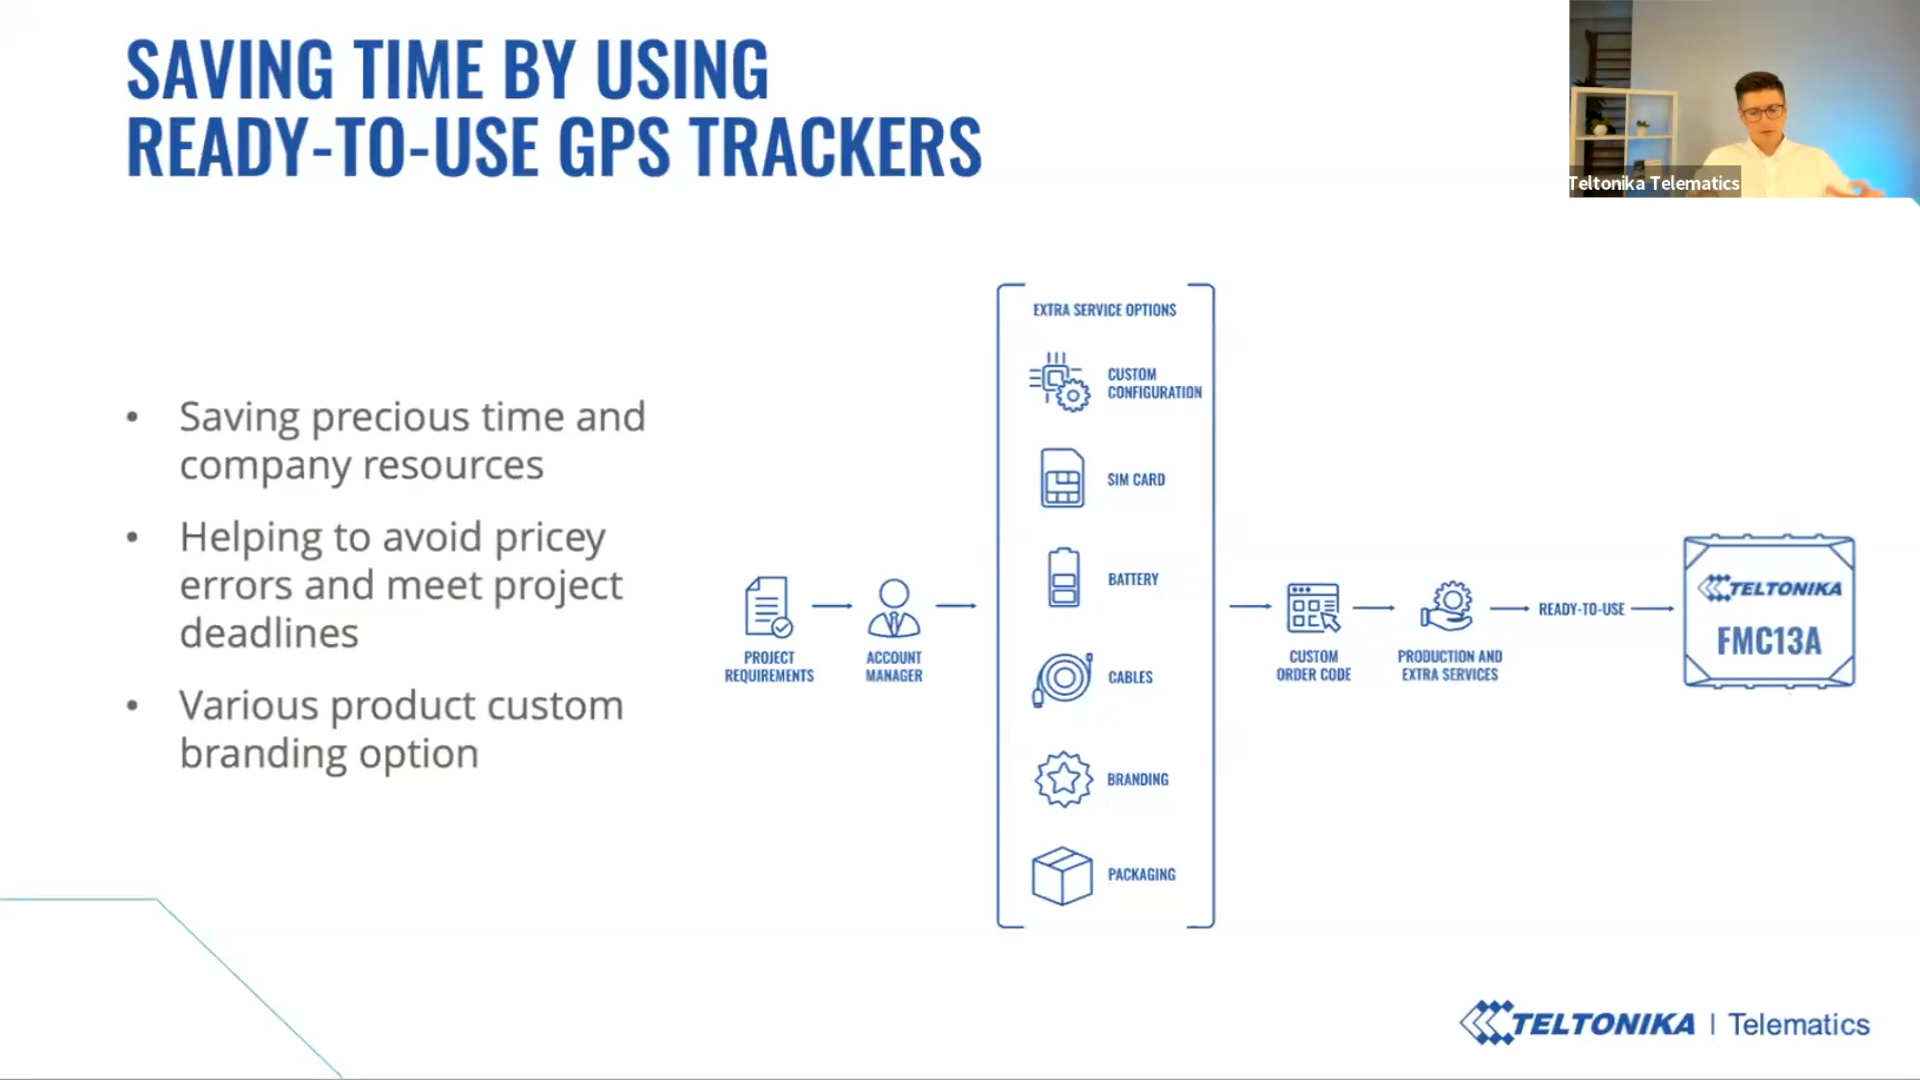 SAVING TIME BY USING
READY-TO-USE GPS TRACKERS
Teltonika Telematics
• Saving precious time and
company resources
• Helping to avoid pricey
errors and meet project
deadlines
• Various product custom
branding option
PROJECT
REQUIREMENTS
ACCOUNT
MANAGER
EXTRA SERVICE OPTIONS
CUSTOM
CONFIGURATION
SIM CARD
BATTERY
CABLES
BRANDING
PACKAGING
CUSTOM
ORDER CODE
PRODUCTION AND
EXTRA SERVICES
READY-TO-USE
TELTONIKA
FMC13A
TELTONIKA | Telematics